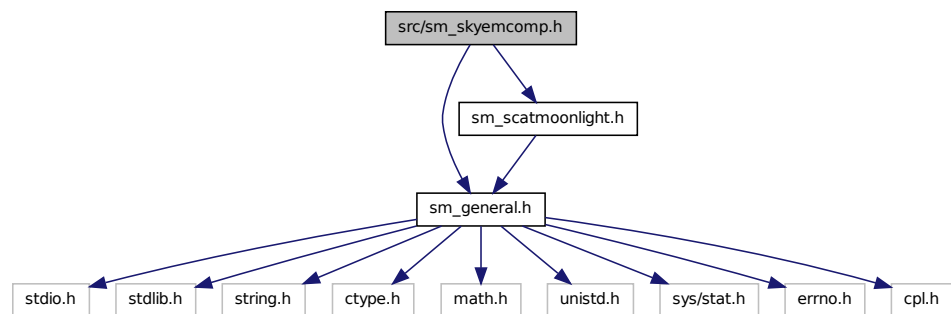 src/sm_skyemcomp.h
sm_scatmoonlight.h
sm_general.h
stdio.h
stdlib.h
string.h
ctype.h
math.h
unistd.h
sys/stat.h
errno.h
cpl.h